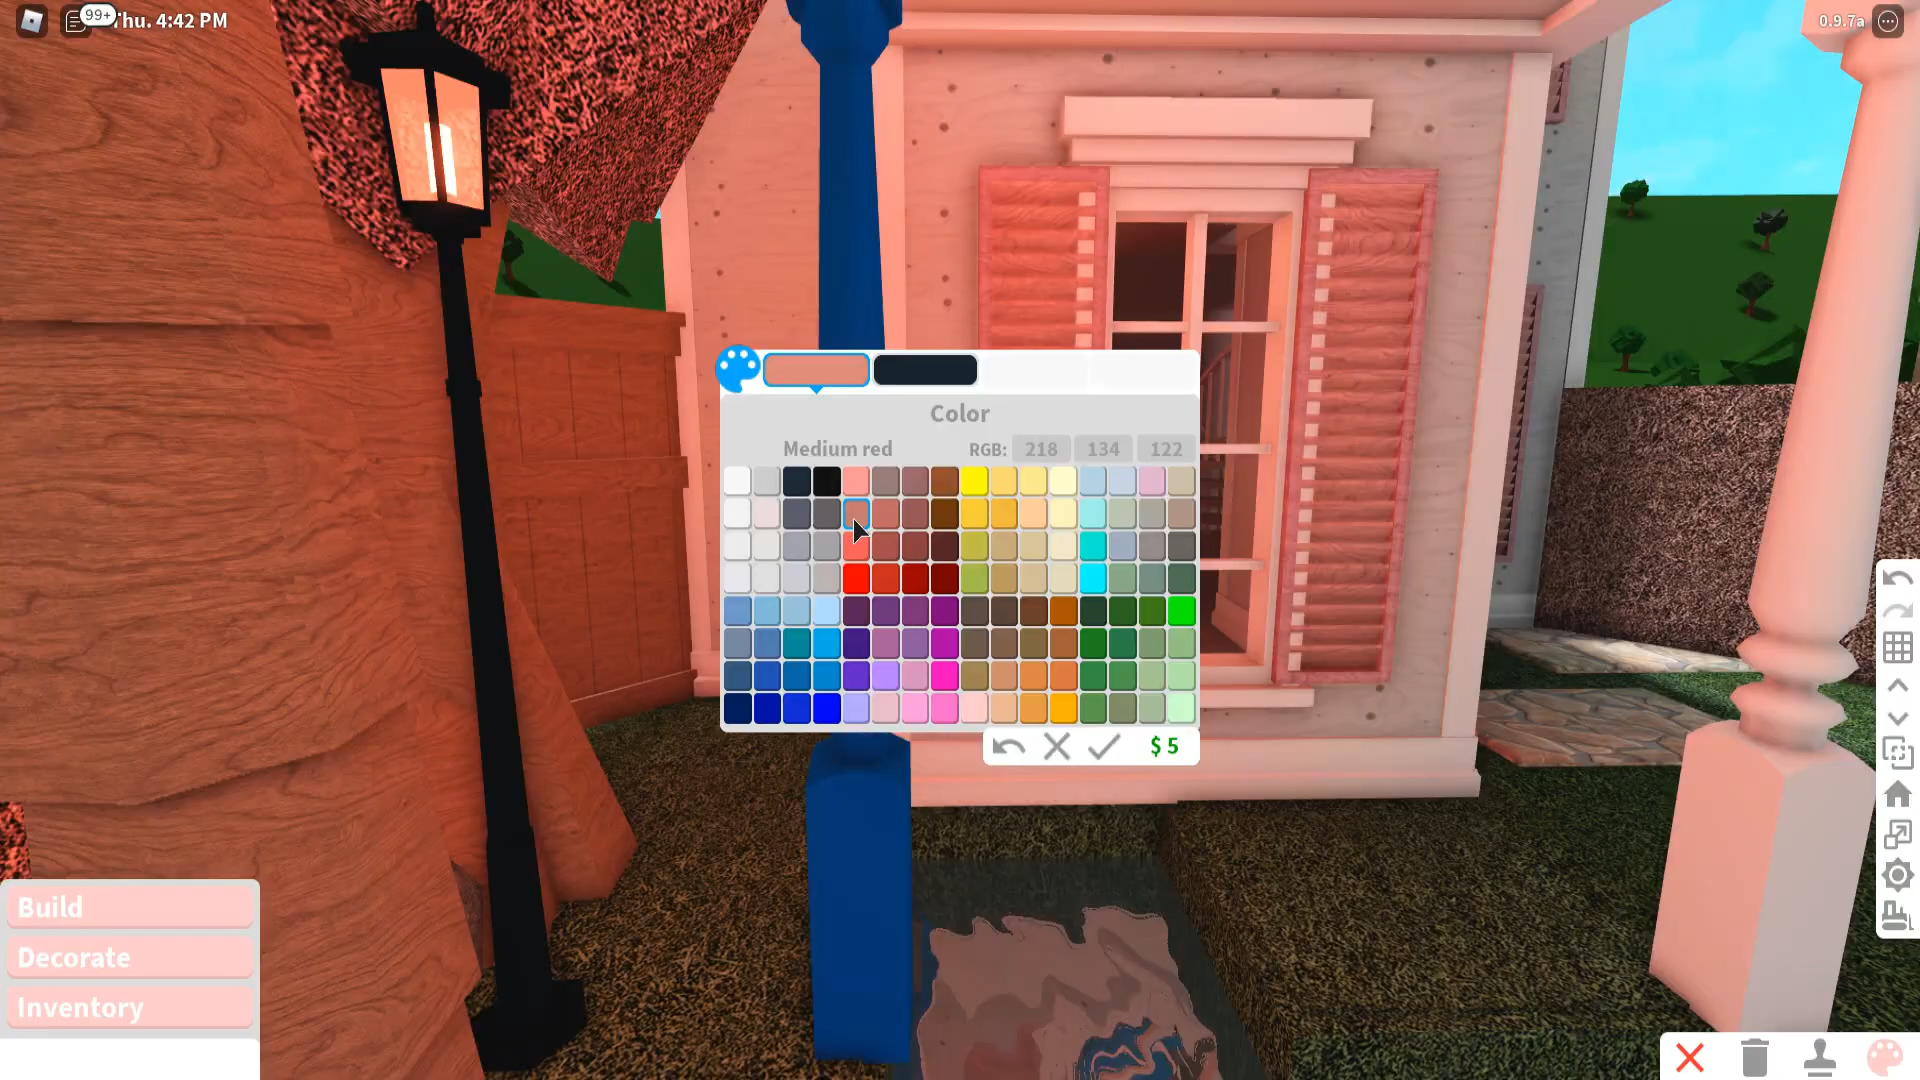 99+
Thu. 4:42 PM
0.9.7a
Color
Medium red
RGB: 218 134 122
$ 5
Build
Decorate
Inventory